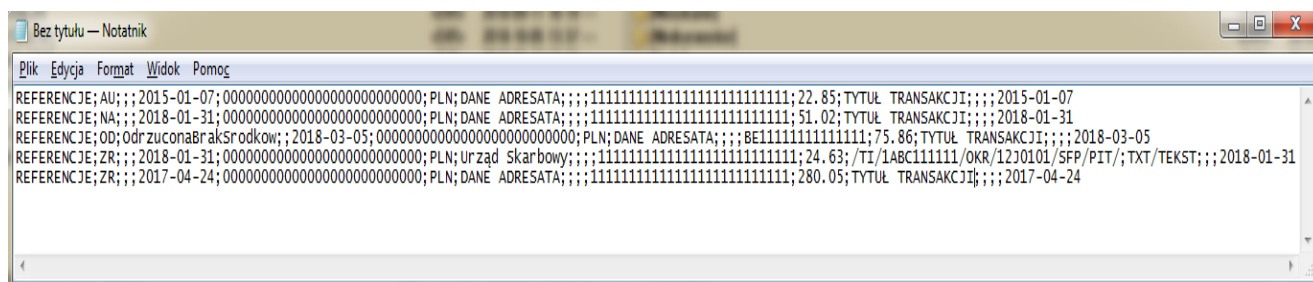 Bez tytułu — Notatnik
Plik Edycja Format Widok Pomoc
REFERENCJE;AU;;;2015-01-07;00000000000000000000000000;PLN;DANE ADRESATA;;;;11111111111111111111111111;22.85;TYTUŁ TRANSAKCJI;;;;2015-01-07
REFERENCJE;NA;;;2018-01-31;00000000000000000000000000;PLN;DANE ADRESATA;;;;11111111111111111111111111;51.02;TYTUŁ TRANSAKCJI;;;;2018-01-31
REFERENCJE;OD;OdrzuconaBrakSrodkow;;2018-03-05;00000000000000000000000000;PLN;DANE ADRESATA;;;;BE11111111111111;75.86;TYTUŁ TRANSAKCJI;;;;2018-03-05
REFERENCJE;ZR;;;2018-01-31;00000000000000000000000000;PLN;Urząd Skarbowy;;;;11111111111111111111111111;24.63;/TI/1ABC111111/OKR/12J0101/SFP/PIT/;TXT/TEKST;;;2018-01-31
REFERENCJE;ZR;;;2017-04-24;00000000000000000000000000;PLN;DANE ADRESATA;;;;11111111111111111111111111;280.05;TYTUŁ TRANSAKCJI;;;;2017-04-24